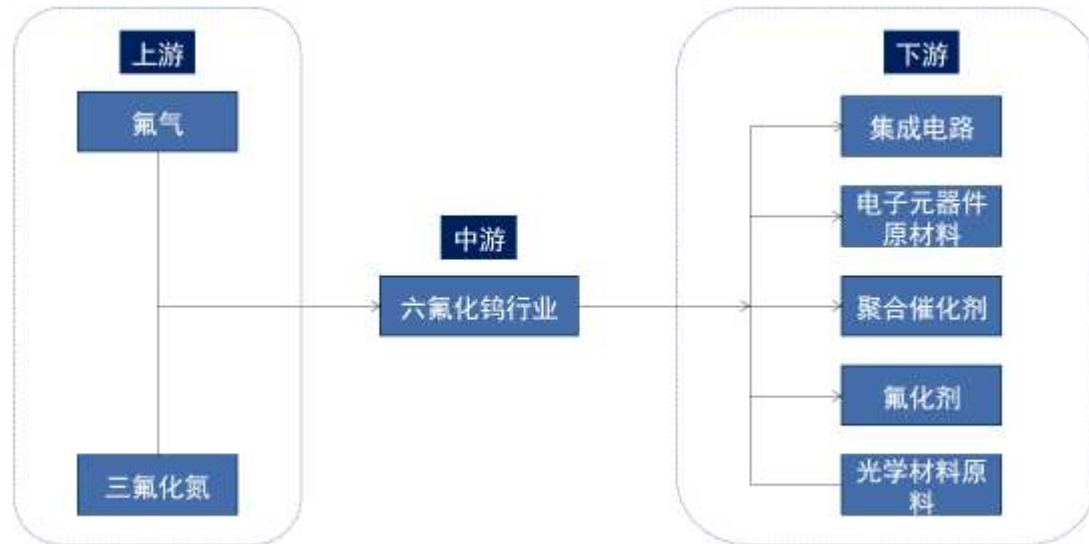 上游
氟气
三氟化氮
中游
六氟化钨行业
下游
集成电路
电子元器件
原材料
聚合催化剂
氟化剂
光学材料原
料